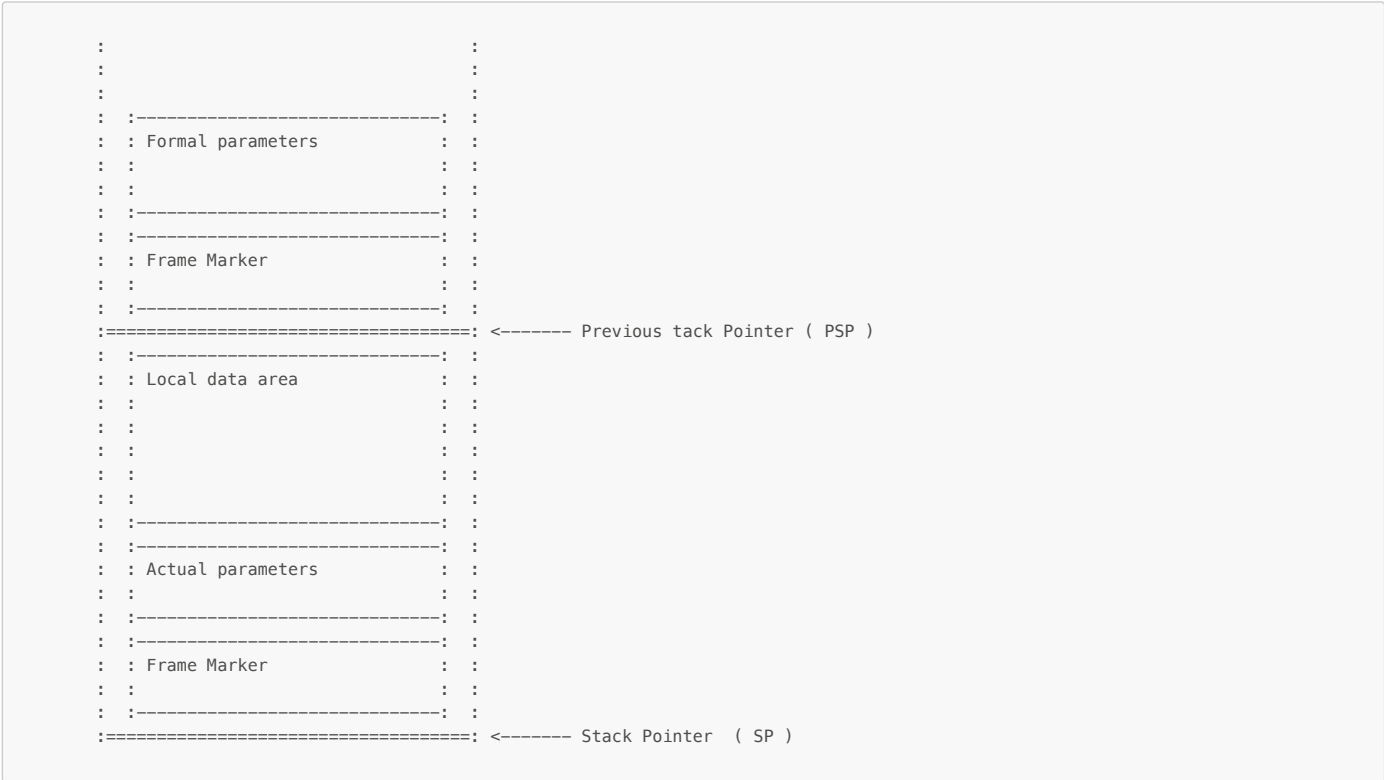 :                                    :
:                                    :
:                                    :
:  :------------------------------:  :
:  : Formal parameters            :  :
:  :                              :  :
:  :                              :  :
:  :------------------------------:  :
:  :------------------------------:  :
:  : Frame Marker                 :  :
:  :                              :  :
:  :------------------------------:  :
:====================================: <------- Previous tack Pointer ( PSP )
:  :------------------------------:  :
:  : Local data area              :  :
:  :                              :  :
:  :                              :  :
:  :                              :  :
:  :                              :  :
:  :                              :  :
:  :------------------------------:  :
:  :------------------------------:  :
:  : Actual parameters            :  :
:  :                              :  :
:  :------------------------------:  :
:  :------------------------------:  :
:  : Frame Marker                 :  :
:  :                              :  :
:  :------------------------------:  :
:====================================: <------- Stack Pointer  ( SP )